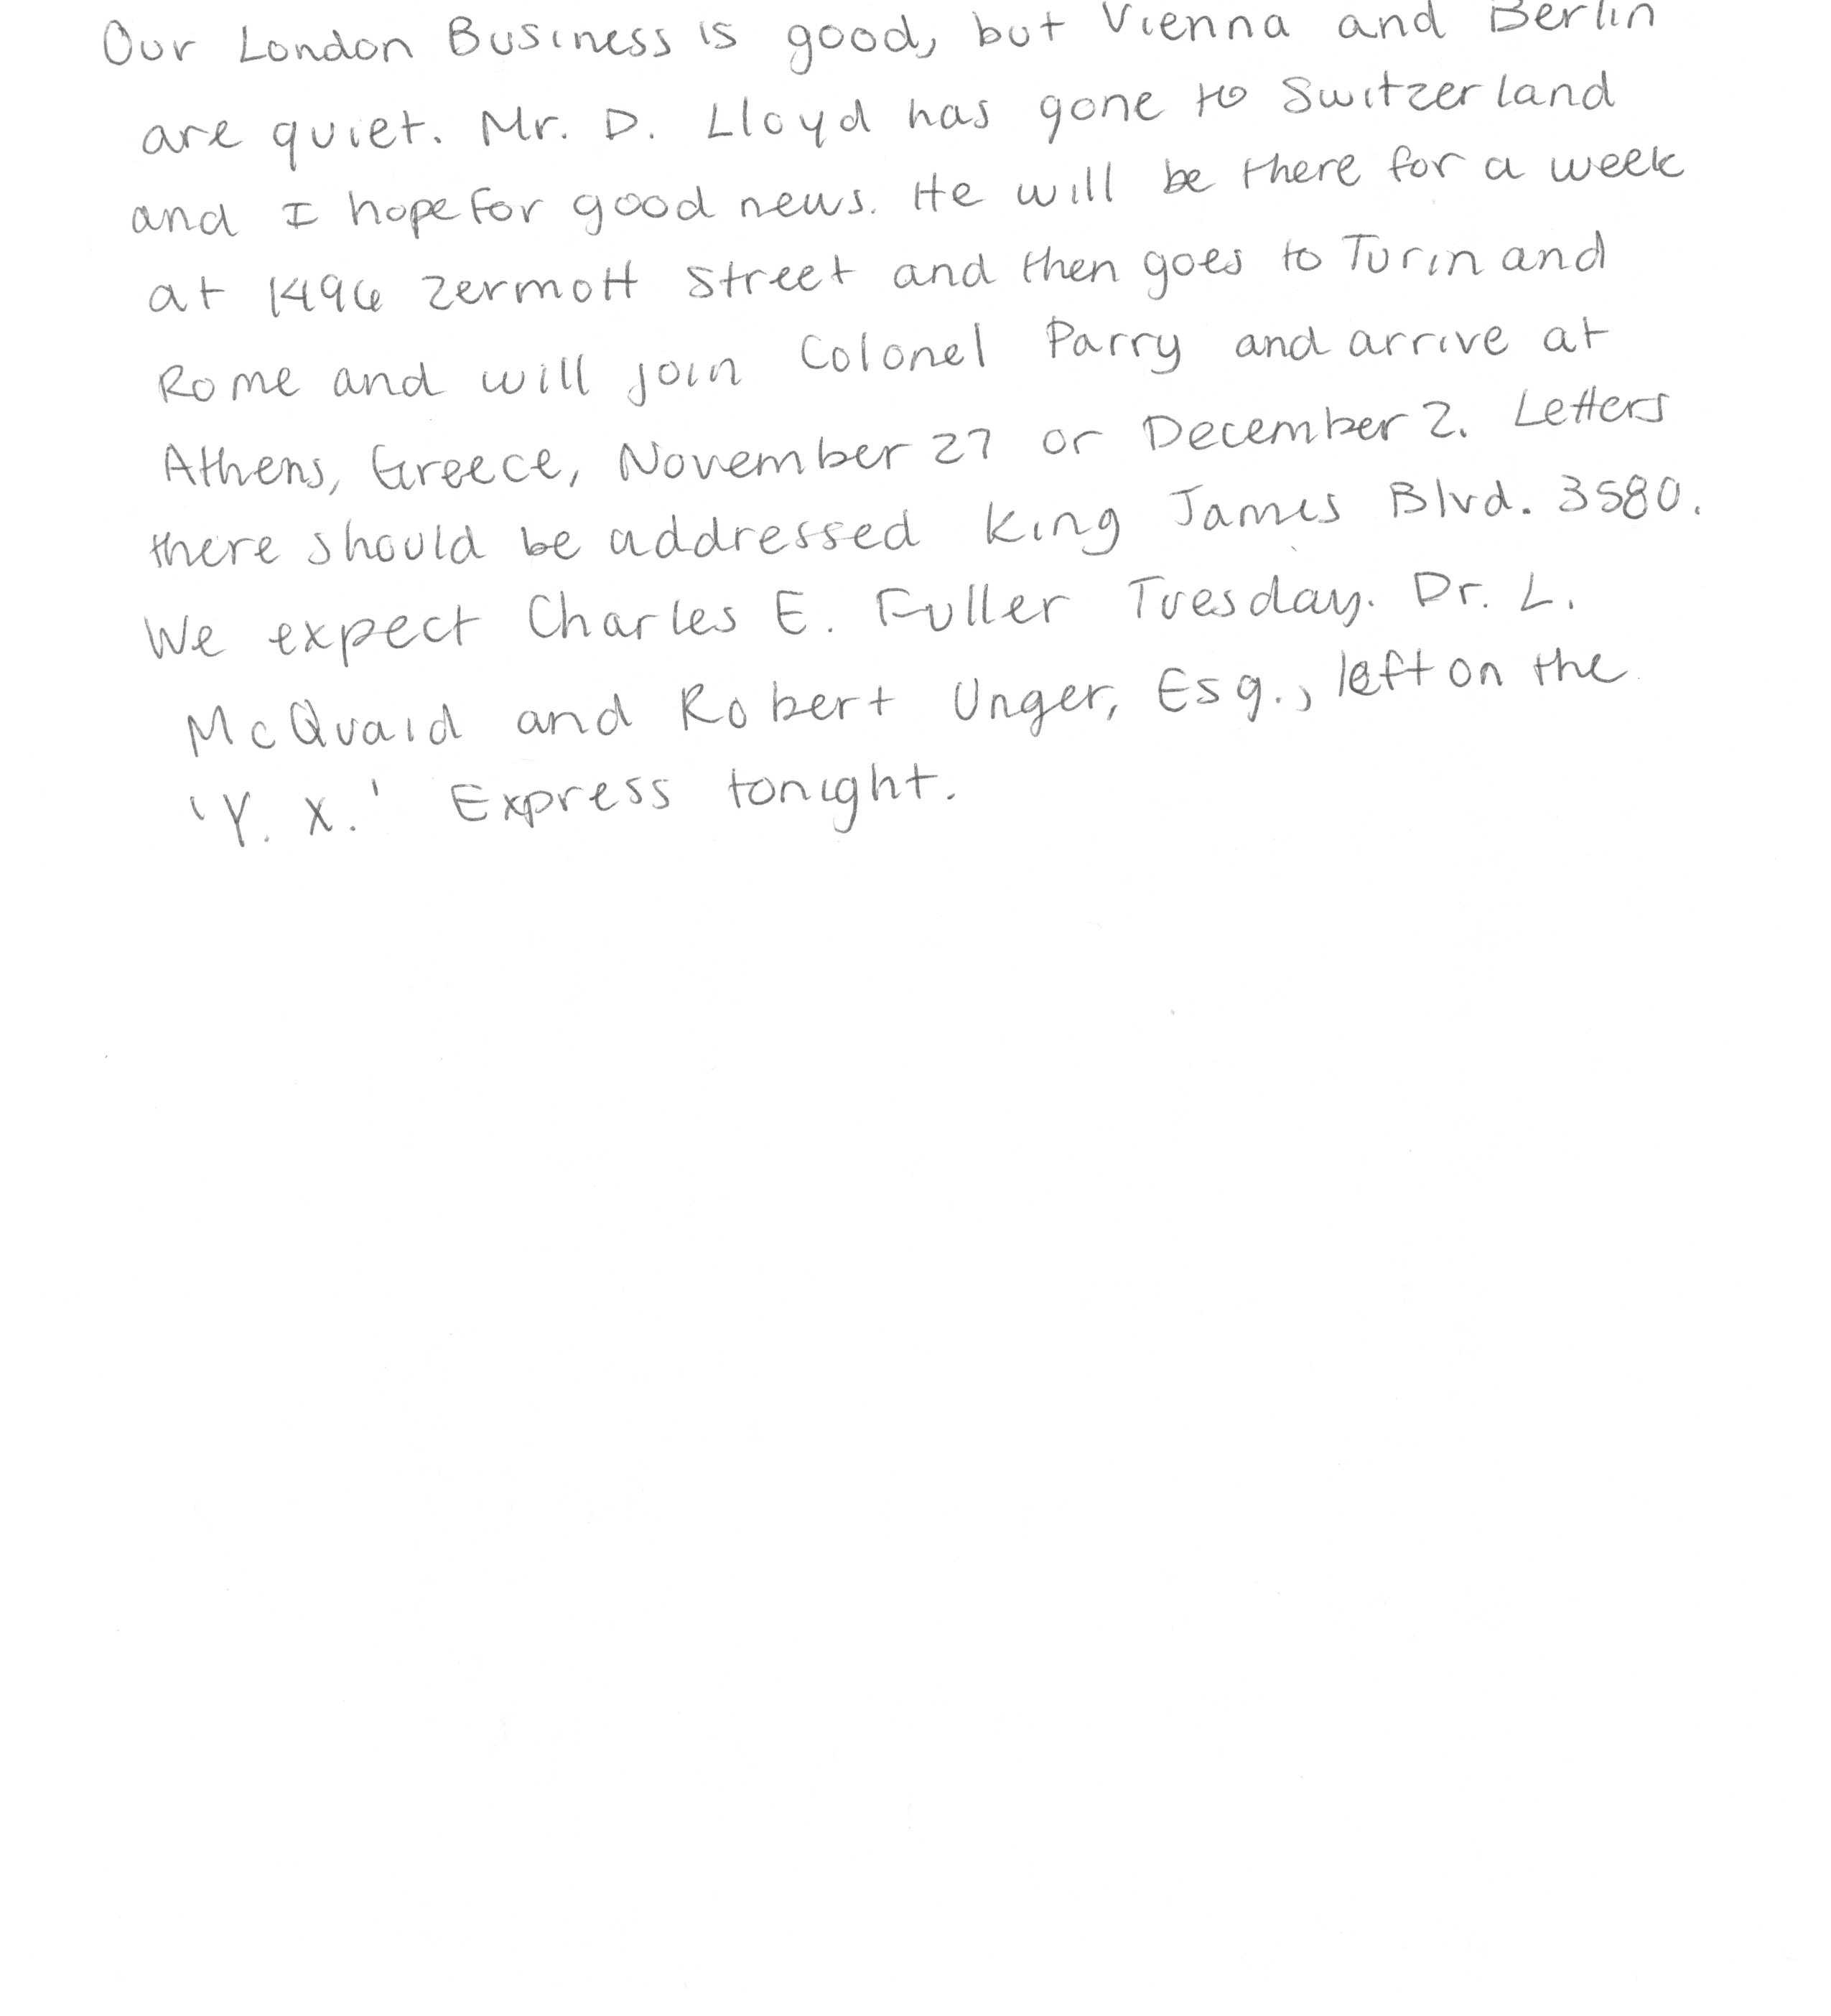 Our London Business is good, but Vienna and Berlin
are quiet. Mr. D. Lloyd has gone to Switzerland
and I hope for good news. He will be there for a week
at 1496 Zermott Street and then goes to Turin and
Rome and will join Colonel Parry and arrive at
Athens, Greece, November 27 or December 2. Letters
there should be addressed King James Blvd. 3580.
We expect Charles E. Fuller Tuesday. Dr. L.
McQuaid and Robert Unger, Esq., left on the
'Y. X.' Express tonight.